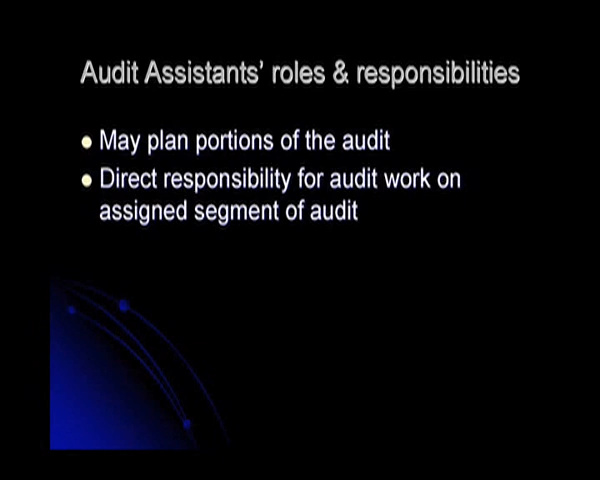 Audit Assistants’ roles & responsibilities
May plan portions of the audit
Direct responsibility for audit work on
assigned segment of audit